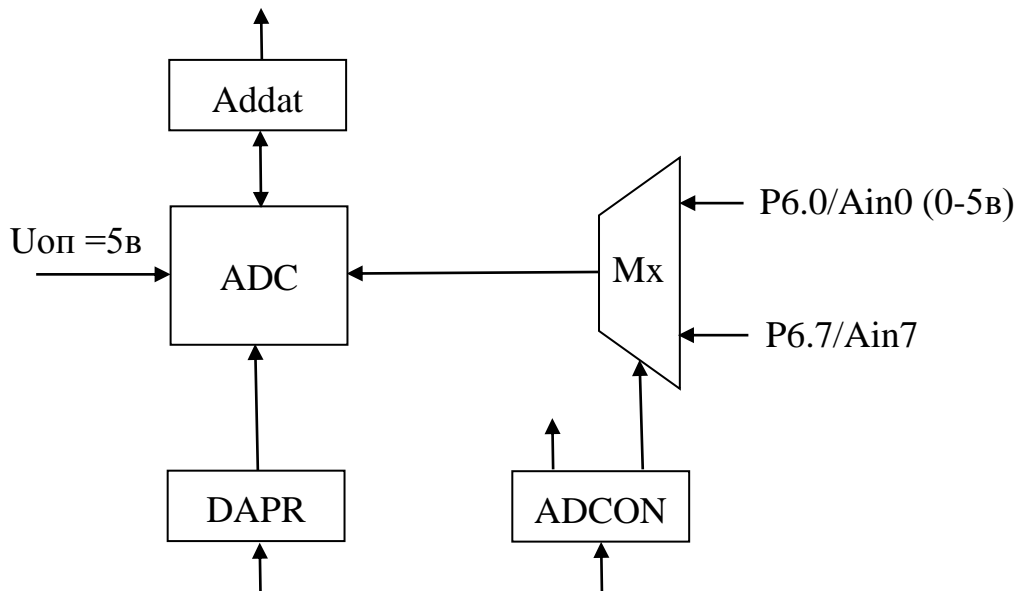 Addat
P6.0/Ain0 (0-5в)
Uоп =5в
ADC
Mx
P6.7/Ain7
DAPR
ADCON